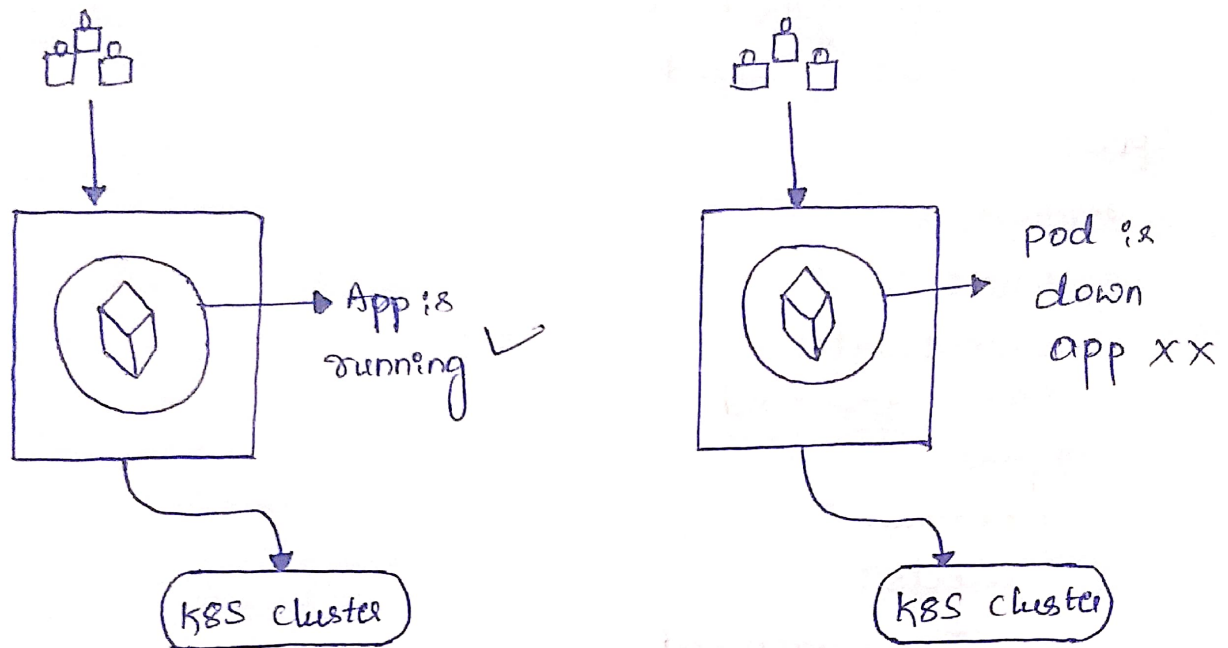 App is
running
K8S cluster
pod is
down
app xx
K8S cluster